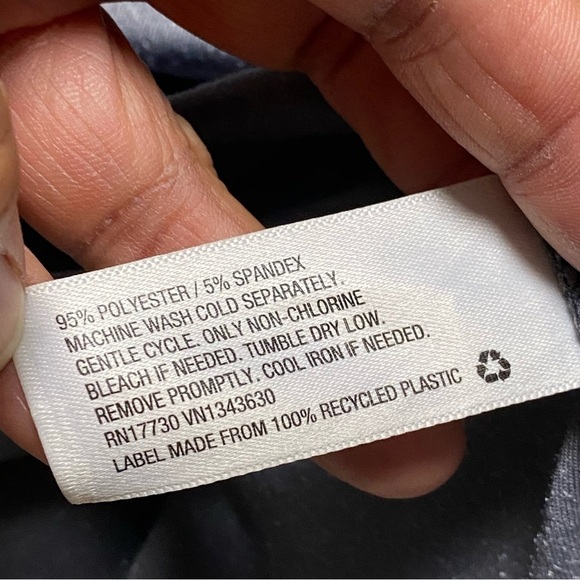 95% POLYESTER / 5% SPANDEX
MACHINE WASH COLD SEPARATELY.
GENTLE CYCLE. ONLY NON-CHLORINE
BLEACH IF NEEDED. TUMBLE DRY LOW.
REMOVE PROMPTLY. COOL IRON IF NEEDED.
RN17730 VN1343630
LABEL MADE FROM 100% RECYCLED PLASTIC